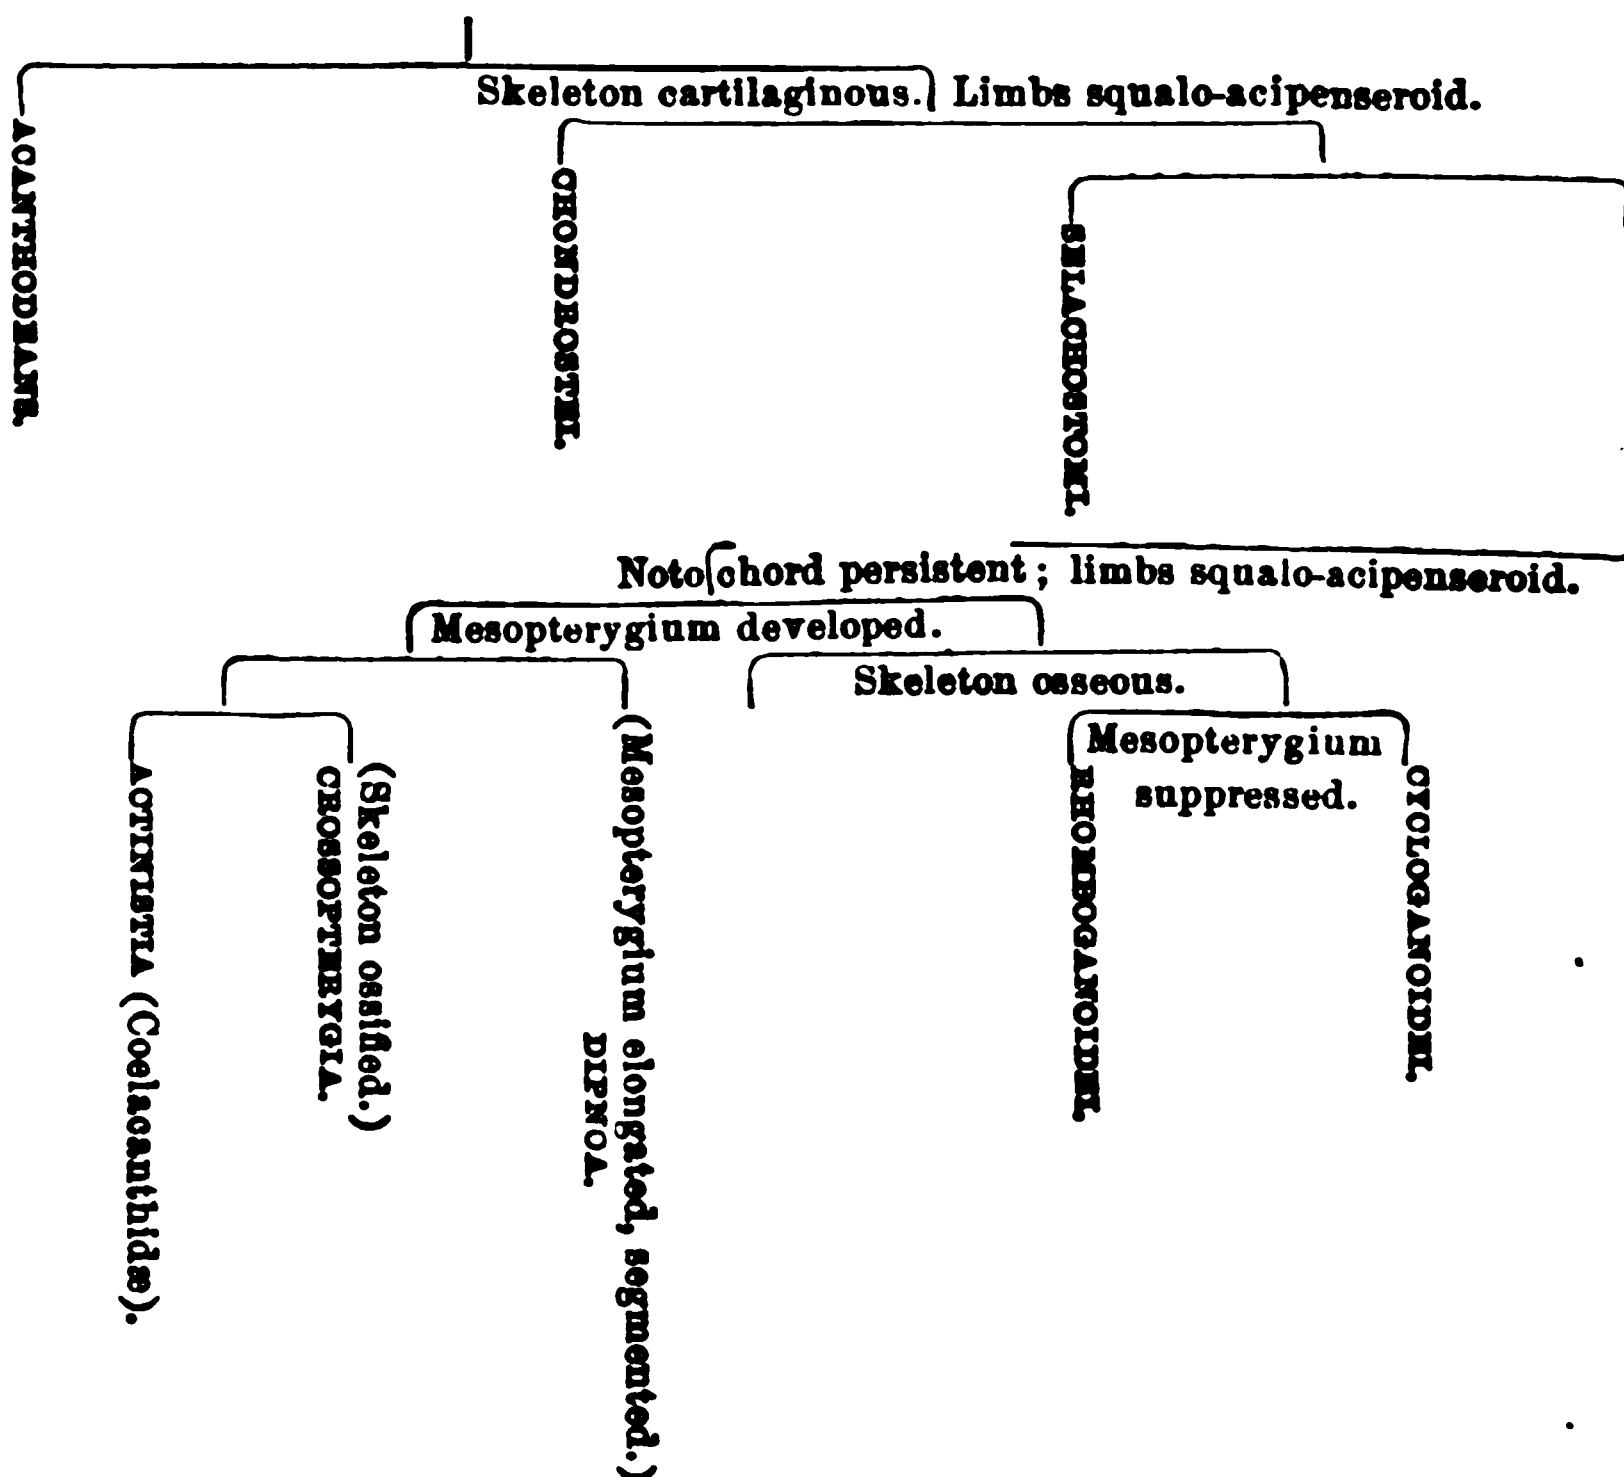 Skeleton cartilaginous. Limbs squalo-acipenseroid.
ACANTHODEANS.
CHONDROSTEI.
SELACHOSTOMI.
Notochord persistent; limbs squalo-acipenseroid.
Mesopterygium developed.
Skeleton osseous.
Mesopterygium
suppressed.
ACTINISTIA (Coelacanthidæ).
(Skeleton ossified.)
CROSSOPTERYGIA.
(Mesopterygium elongated, segmented.)
DIPNOA.
RHOMBOGANOIDEI.
CYCLOGANOIDEI.